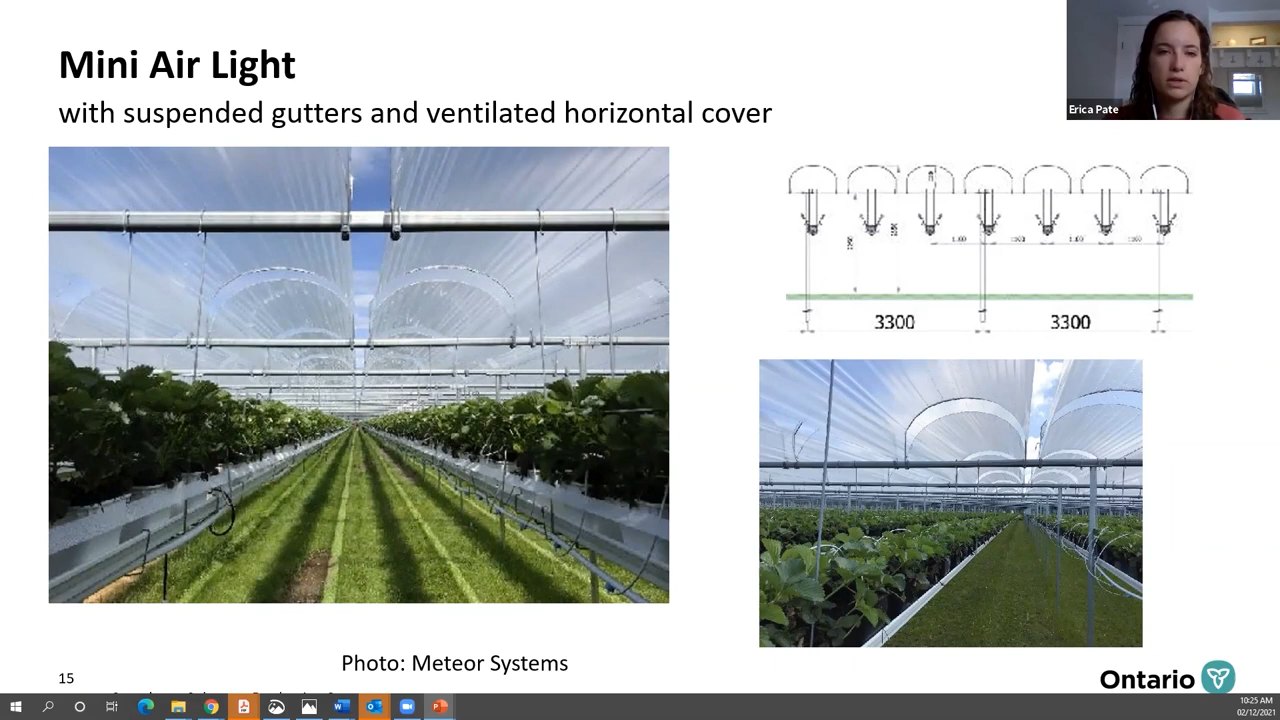 Mini Air Light
with suspended gutters and ventilated horizontal cover
Erica Pate
3300
3300
Photo: Meteor Systems
15
Ontario
10:25 AM
02/12/2021